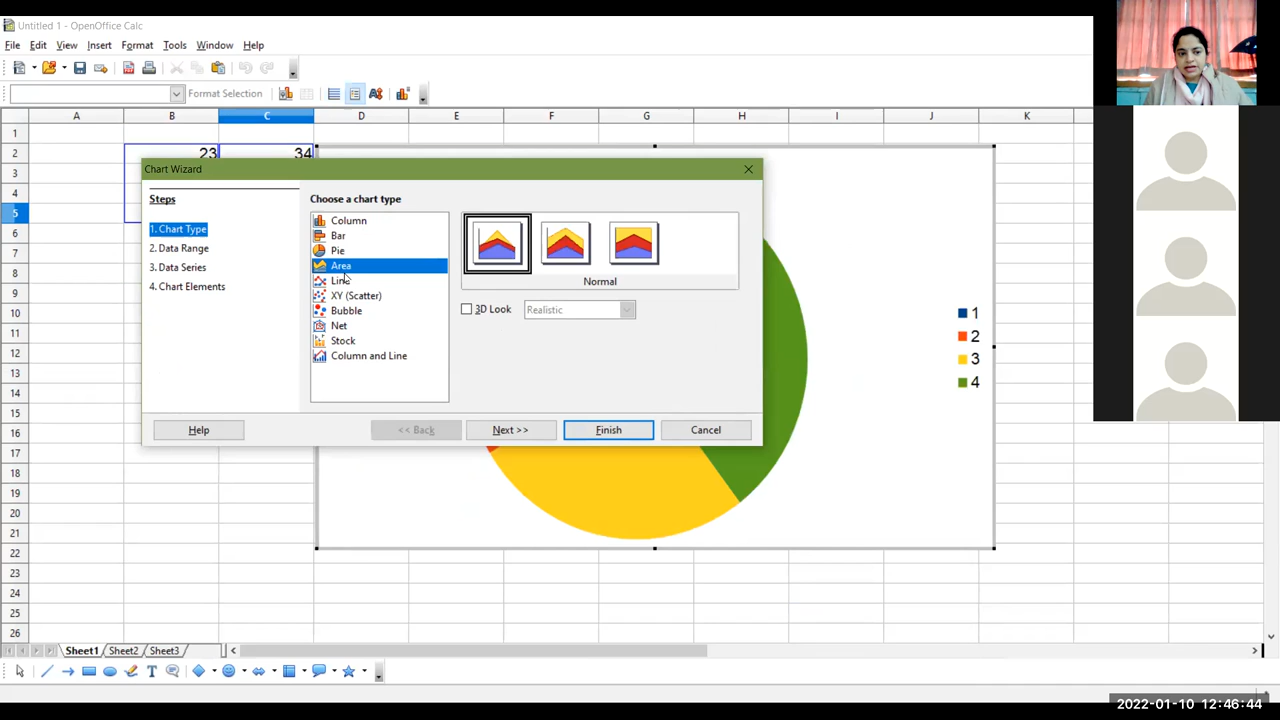 Untitled 1 - OpenOffice Calc
File Edit View Insert Format Tools Window Help
Format Selection
A B C D E F G H I J K
1
2 23 34
3
4
5
6
7
8
9
10
11
12
13
14
15
16
17
18
19
20
21
22
23
24
25
26
Chart Wizard
Steps
1. Chart Type
2. Data Range
3. Data Series
4. Chart Elements
Choose a chart type
Column
Bar
Pie
Area
Line
XY (Scatter)
Bubble
Net
Stock
Column and Line
Normal
3D Look Realistic
Help << Back Next >> Finish Cancel
1
2
3
4
Sheet1 Sheet2 Sheet3
2022-01-10 12:46:44